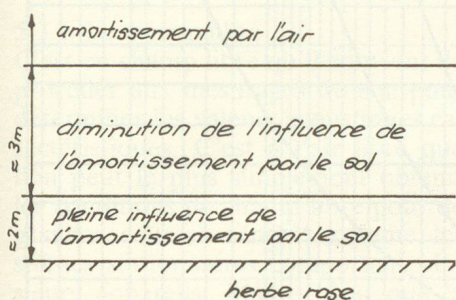 amortissement par l'air
≈ 3m
diminution de l'influence de
l'amortissement par le sol
≈ 2m
pleine influence de
l'amortissement par le sol
herbe rase